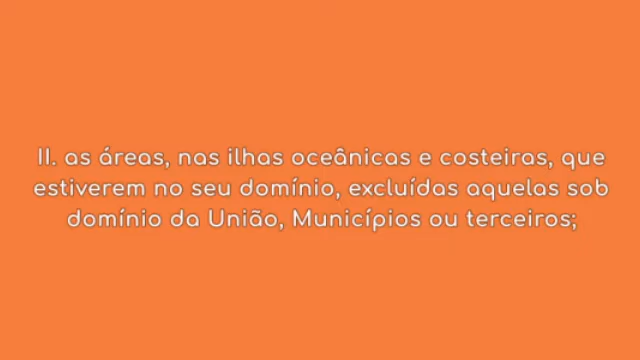 II. as áreas, nas ilhas oceânicas e costeiras, que
estiverem no seu domínio, excluídas aquelas sob
domínio da União, Municípios ou terceiros;